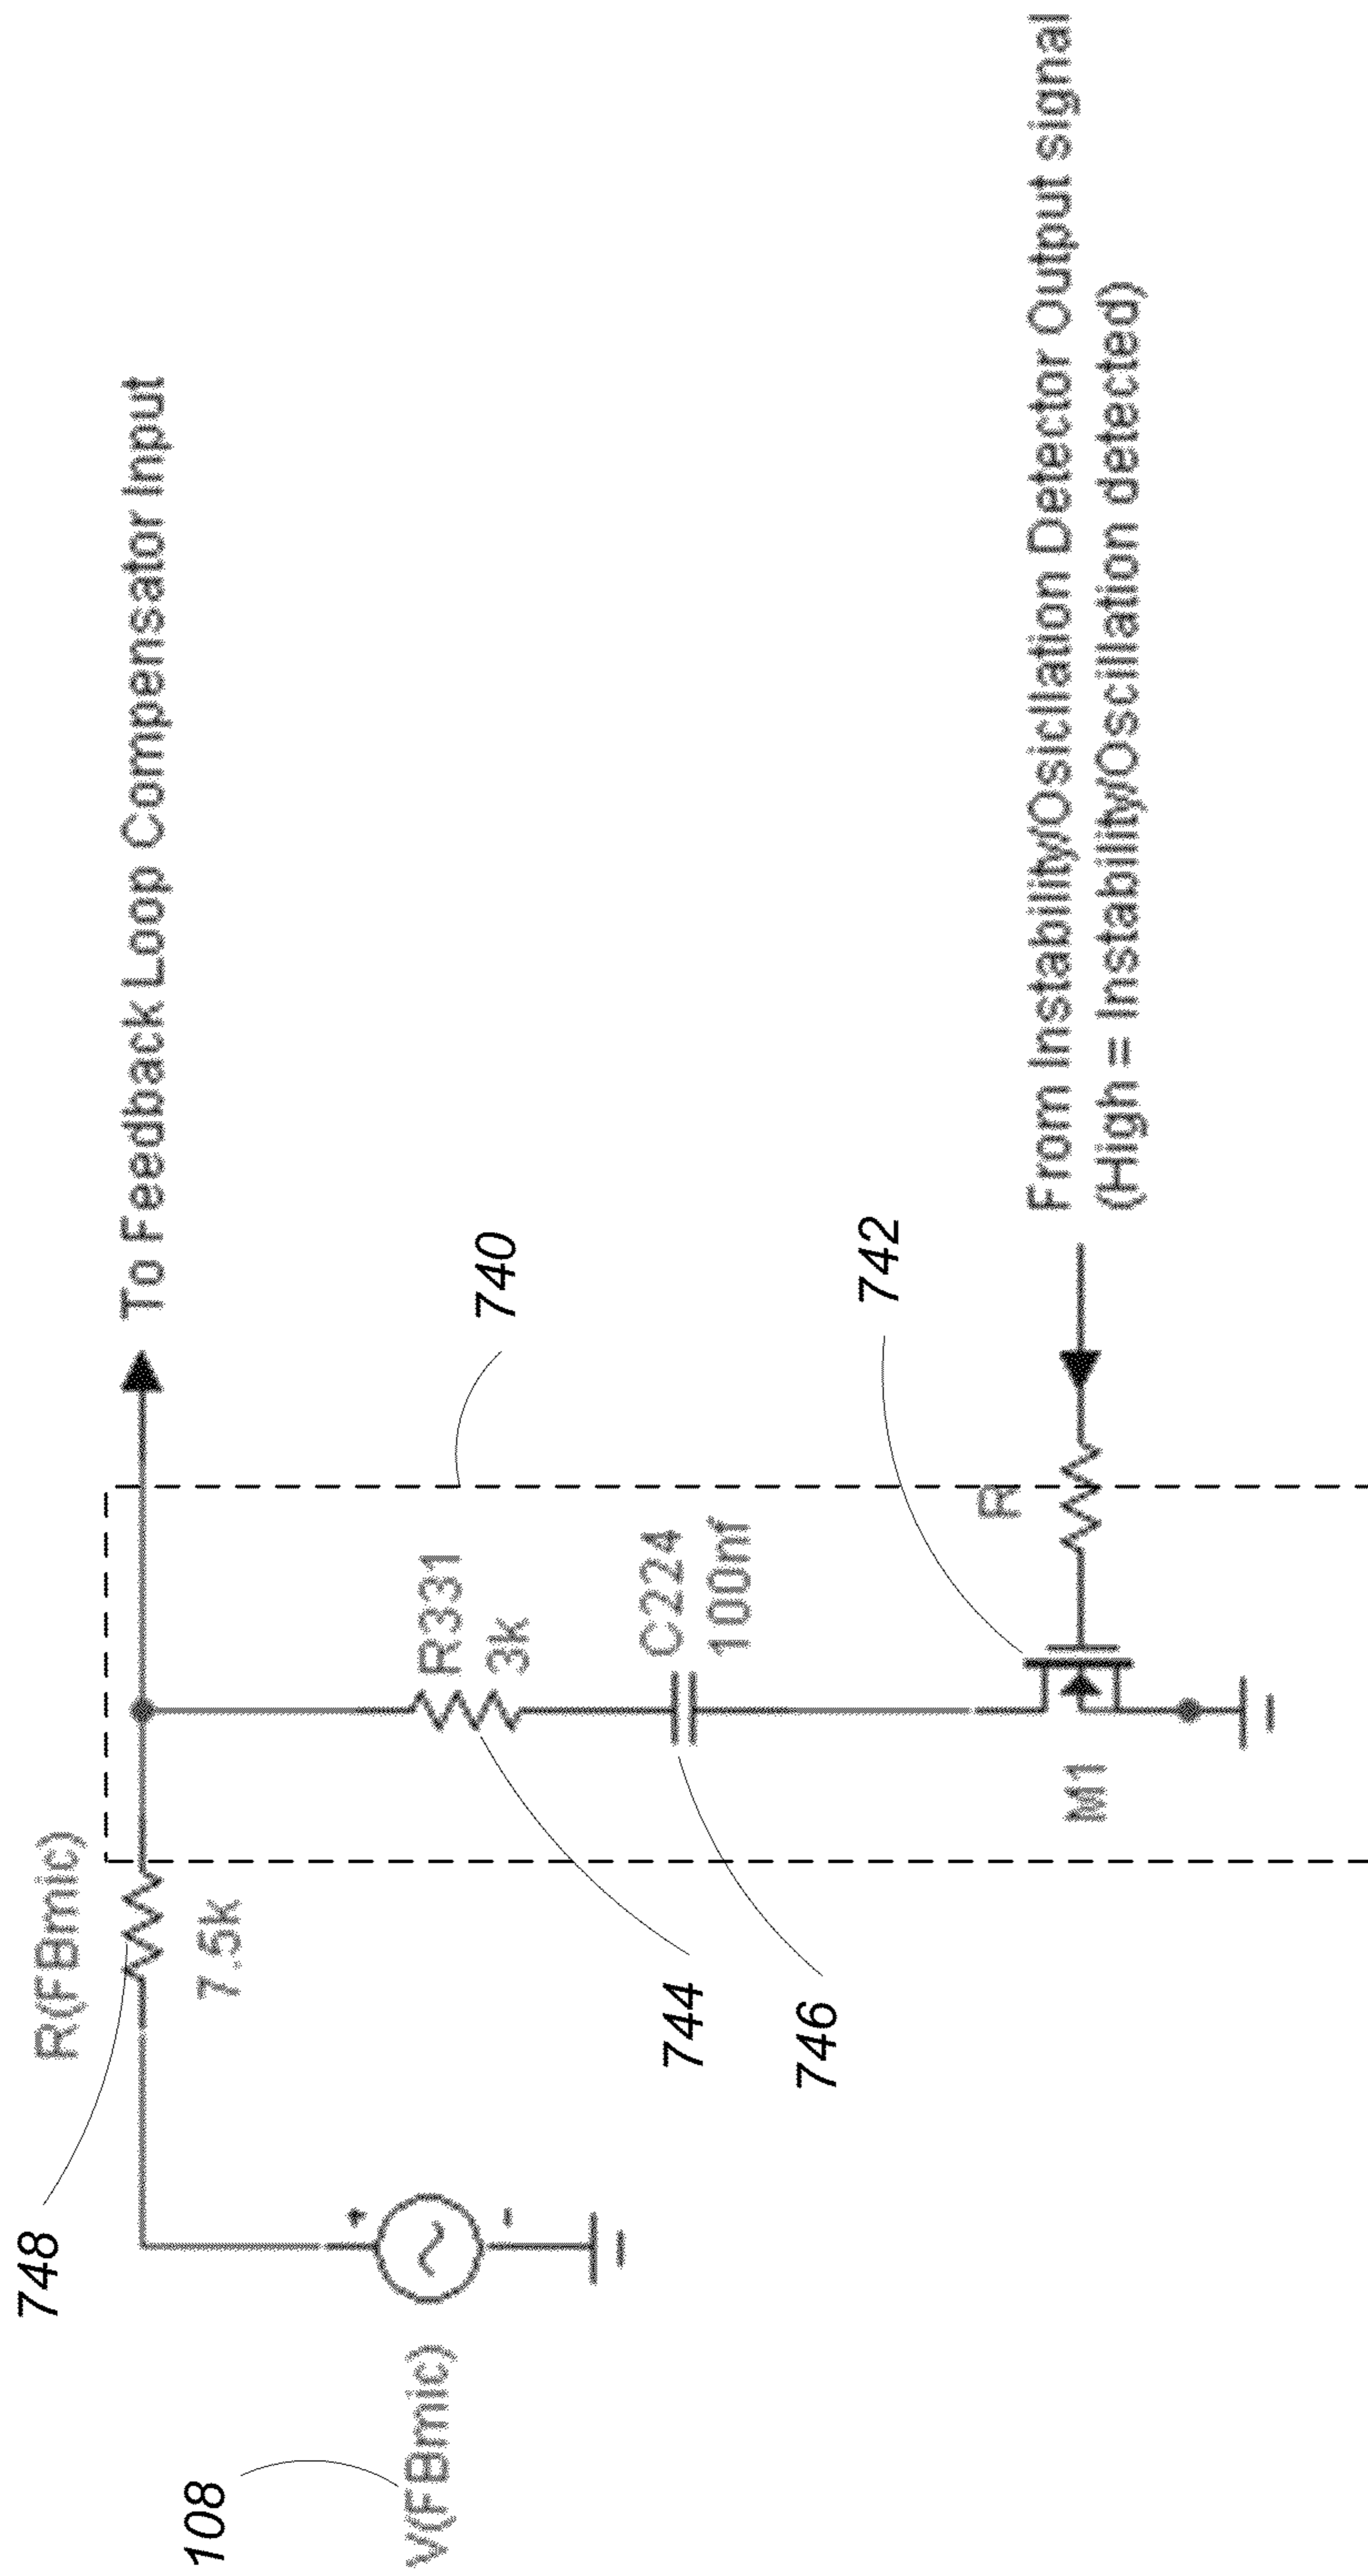 748
R(FBmic)
7.5k
To Feedback Loop Compensator Input
108
V(FBmic)
740
R331
3k
744
C224
100nf
746
742
R
M1
From Instability/Osicllation Detector Output signal
(High = Instability/Oscillation detected)
+
-